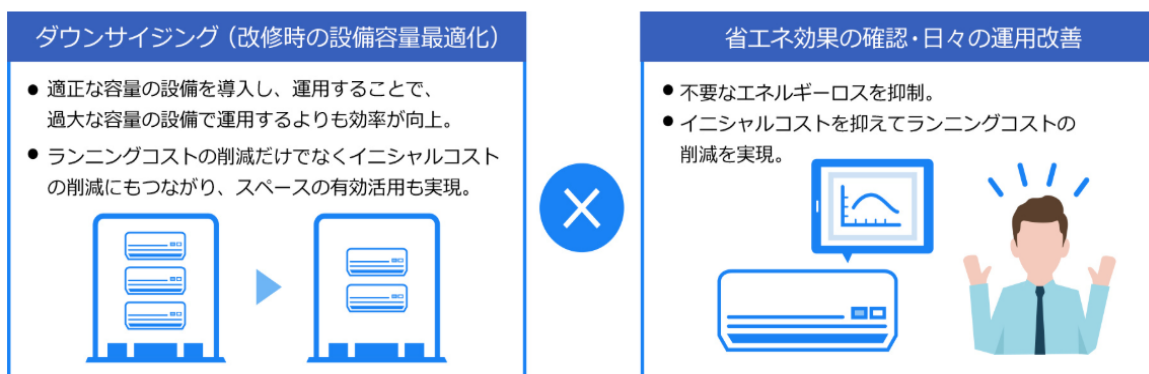 ダウンサイジング（改修時の設備容量最適化）
● 適正な容量の設備を導入し、運用することで、
過大な容量の設備で運用するよりも効率が向上。
● ランニングコストの削減だけでなくイニシャルコスト
の削減にもつながり、スペースの有効活用も実現。
省エネ効果の確認・日々の運用改善
● 不要なエネルギーロスを抑制。
● イニシャルコストを抑えてランニングコストの
削減を実現。